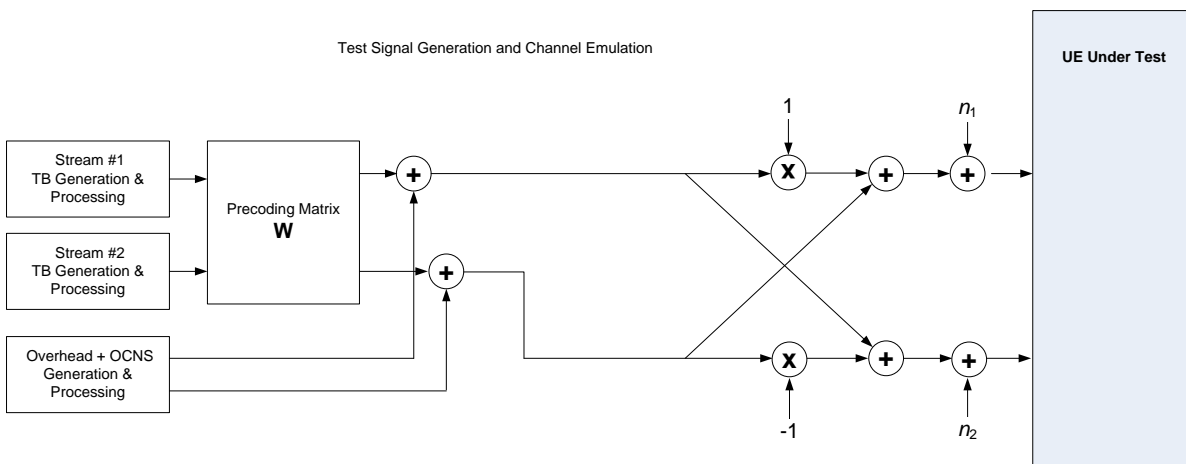 Test Signal Generation and Channel Emulation
UE Under Test
1
n1
Stream #1
TB Generation &
Processing
Precoding Matrix
W
+
x
+
+
Stream #2
TB Generation &
Processing
+
Overhead + OCNS
Generation &
Processing
x
+
+
-1
n2